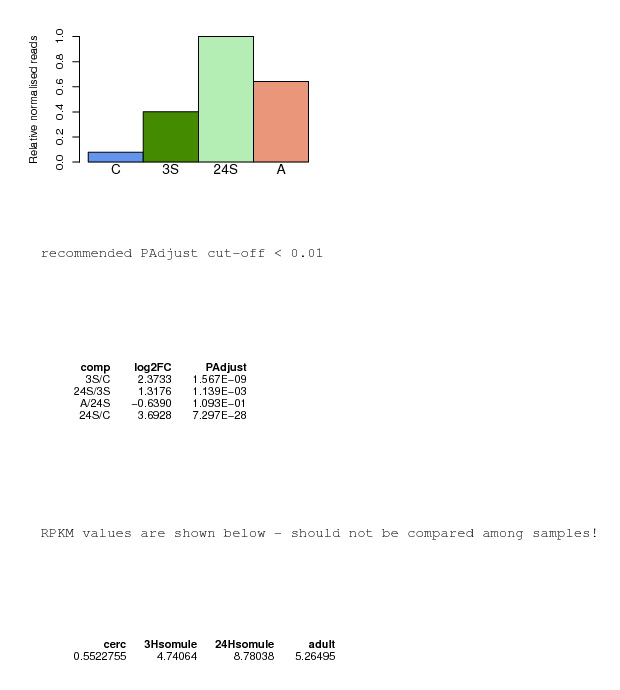 Relative normalised reads
1.0
0.8
0.6
0.4
0.2
0.0
C 3S 24S A
recommended PAdjust cut-off < 0.01
comp log2FC PAdjust
3S/C 2.3733 1.567E−09
24S/3S 1.3176 1.139E−03
A/24S −0.6390 1.093E−01
24S/C 3.6928 7.297E−28
RPKM values are shown below - should not be compared among samples!
cerc 3Hsomule 24Hsomule adult
0.5522755 4.74064 8.78038 5.26495